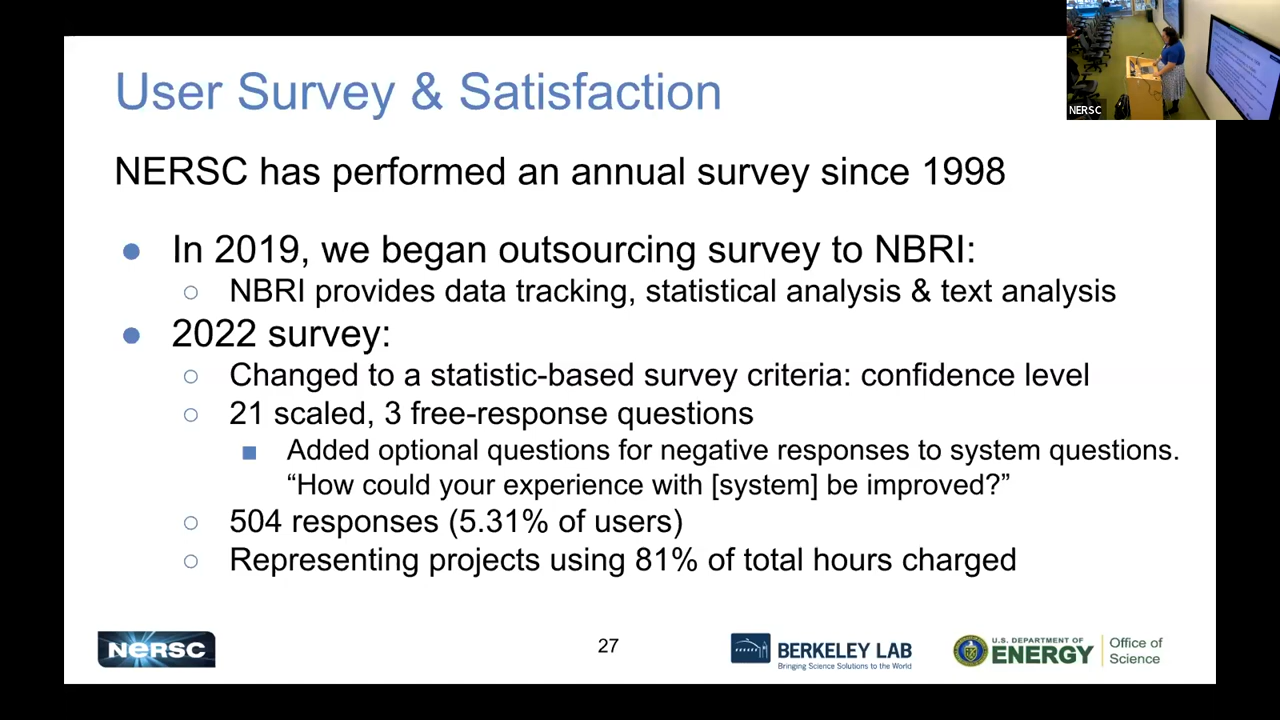 NERSC
User Survey & Satisfaction
NERSC has performed an annual survey since 1998
● In 2019, we began outsourcing survey to NBRI:
○ NBRI provides data tracking, statistical analysis & text analysis
● 2022 survey:
○ Changed to a statistic-based survey criteria: confidence level
○ 21 scaled, 3 free-response questions
■ Added optional questions for negative responses to system questions.
“How could your experience with [system] be improved?”
○ 504 responses (5.31% of users)
○ Representing projects using 81% of total hours charged
NERSC
27
BERKELEY LAB
Bringing Science Solutions to the World
U.S. DEPARTMENT OF
ENERGY
Office of
Science